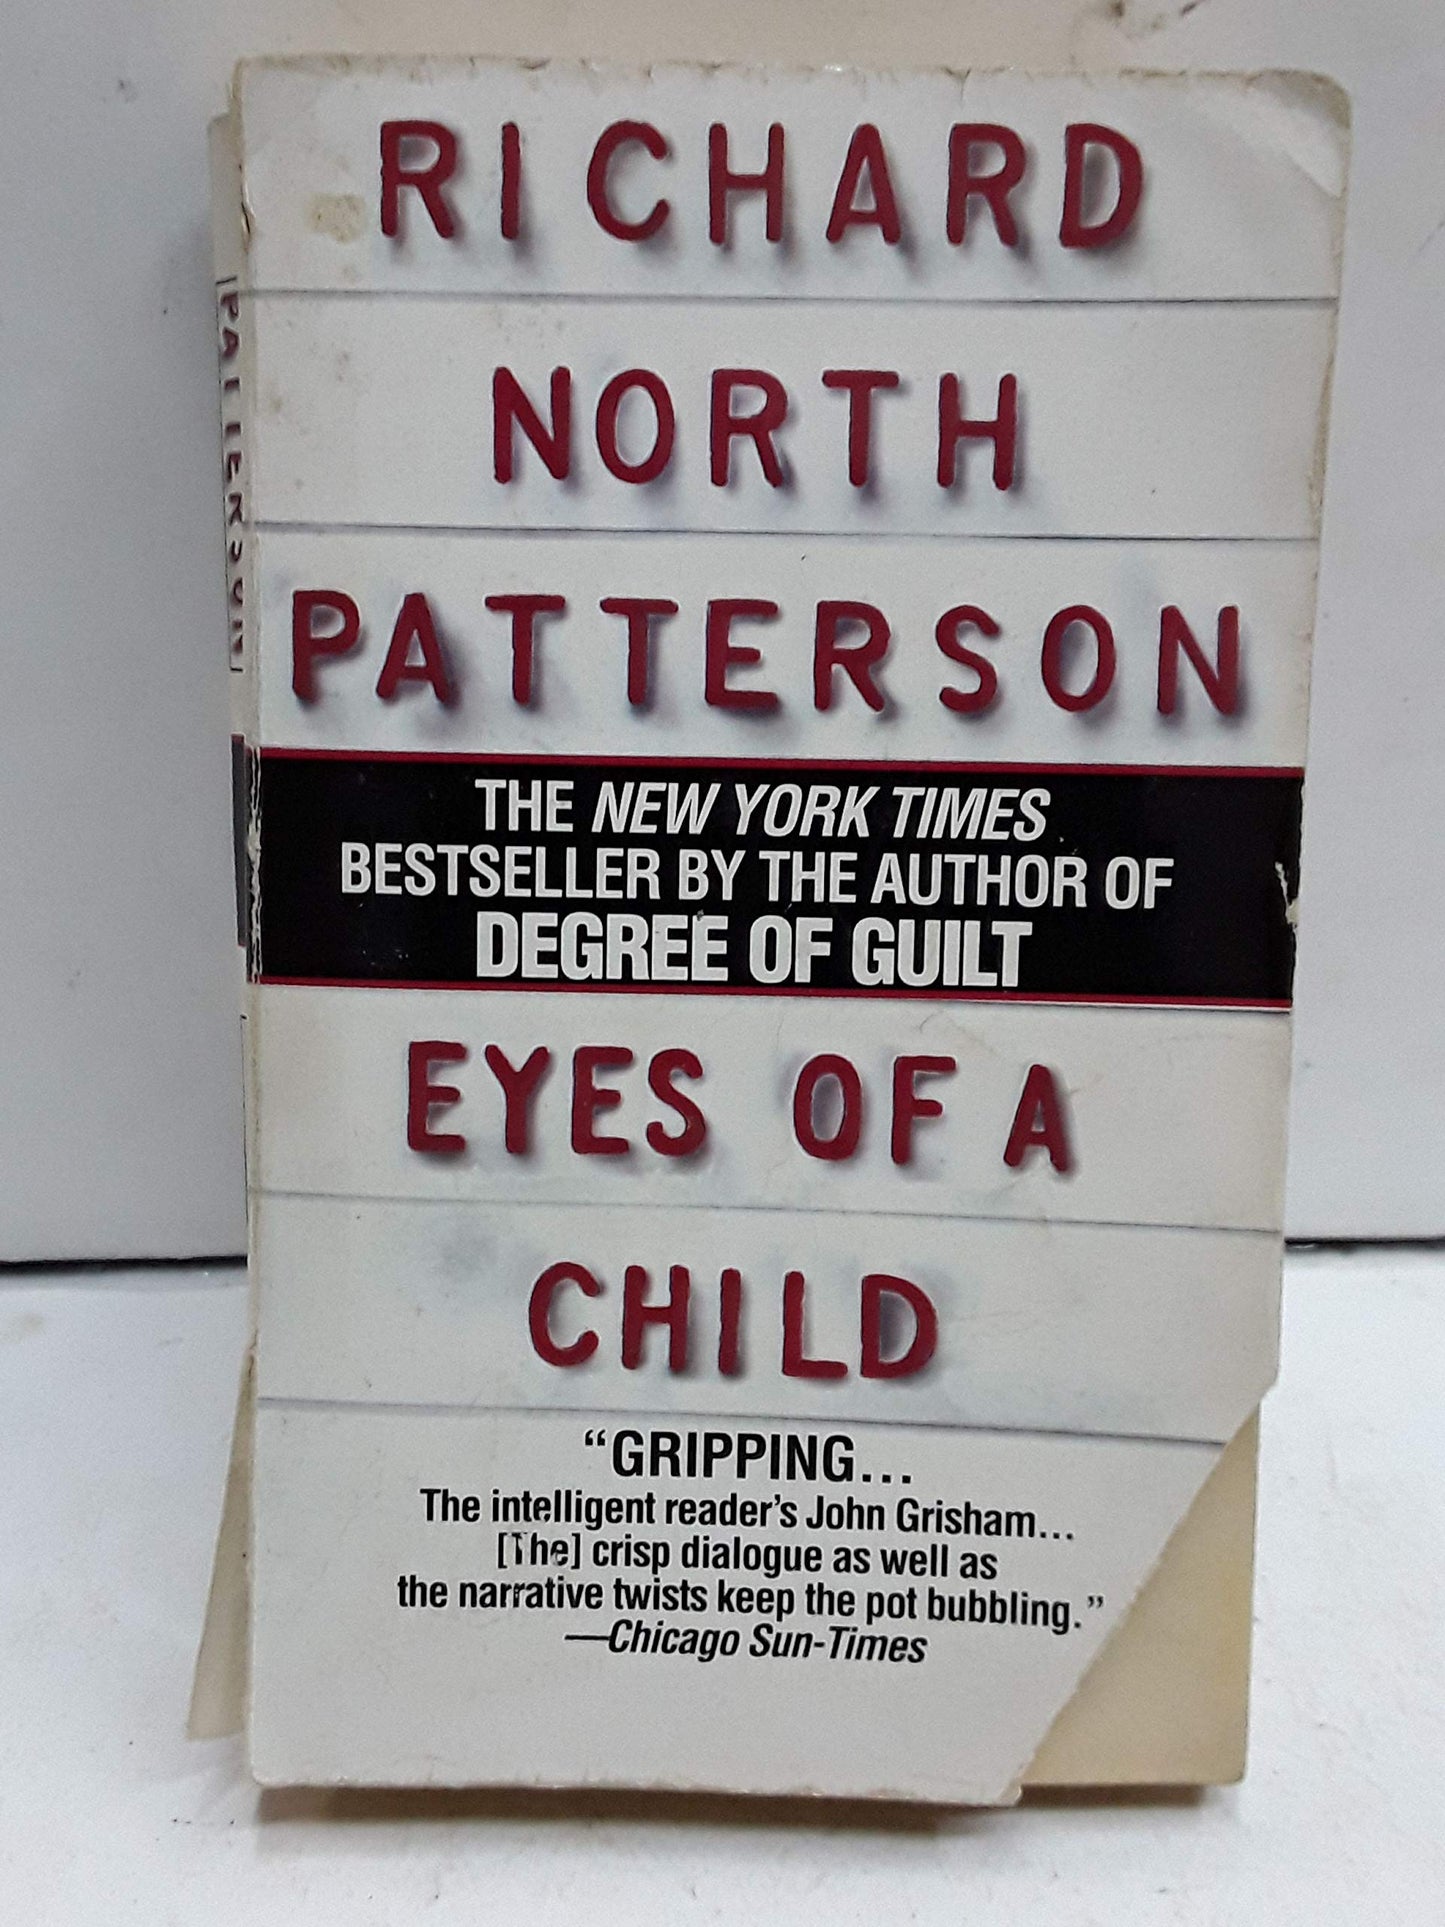 RICHARD
NORTH
PATTERSON
THE NEW YORK TIMES
BESTSELLER BY THE AUTHOR OF
DEGREE OF GUILT
EYES OF A
CHILD
“GRIPPING...
The intelligent reader’s John Grisham...
[The] crisp dialogue as well as
the narrative twists keep the pot bubbling.”
—Chicago Sun-Times
PATTERSON